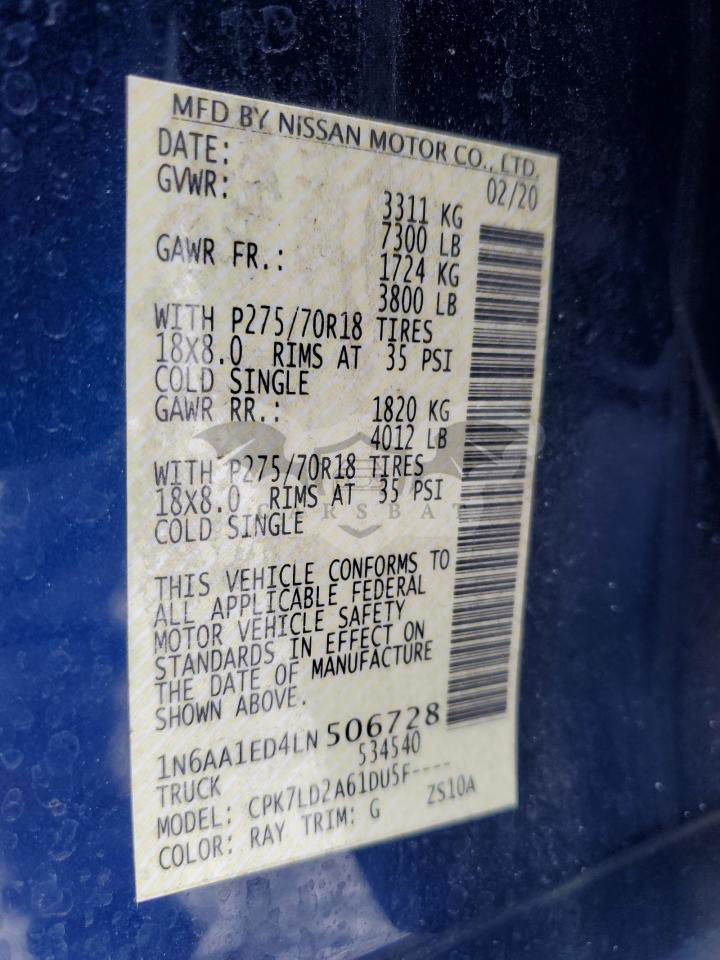 MFD BY NISSAN MOTOR CO., LTD.
DATE: 02/20
GVWR: 3311 KG
7300 LB
GAWR FR.: 1724 KG
3800 LB
WITH P275/70R18 TIRES
18X8.0 RIMS AT 35 PSI
COLD SINGLE
GAWR RR.: 1820 KG
4012 LB
WITH P275/70R18 TIRES
18X8.0 RIMS AT 35 PSI
COLD SINGLE
THIS VEHICLE CONFORMS TO
ALL APPLICABLE FEDERAL
MOTOR VEHICLE SAFETY
STANDARDS IN EFFECT ON
THE DATE OF MANUFACTURE
SHOWN ABOVE.
1N6AA1ED4LN506728
TRUCK 534540
MODEL: CPK7LD2A61DU5F----
COLOR: RAY TRIM: G ZS10A